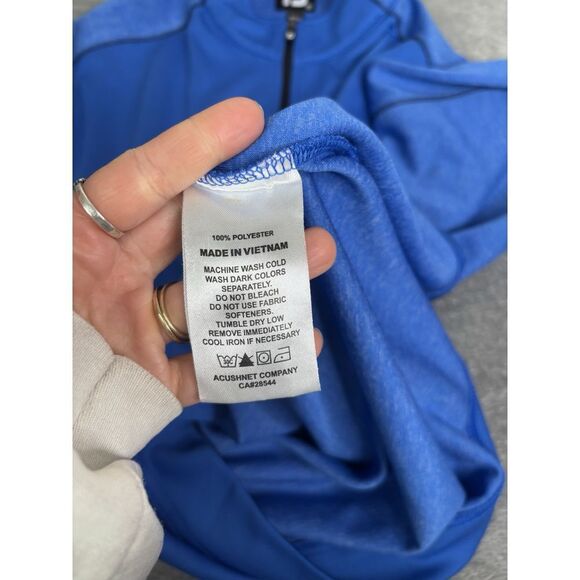 100% POLYESTER
MADE IN VIETNAM
MACHINE WASH COLD
WASH DARK COLORS
SEPARATELY.
DO NOT BLEACH
DO NOT USE FABRIC
SOFTENERS.
TUMBLE DRY LOW
REMOVE IMMEDIATELY
COOL IRON IF NECESSARY
ACUSHNET COMPANY
CA#28544